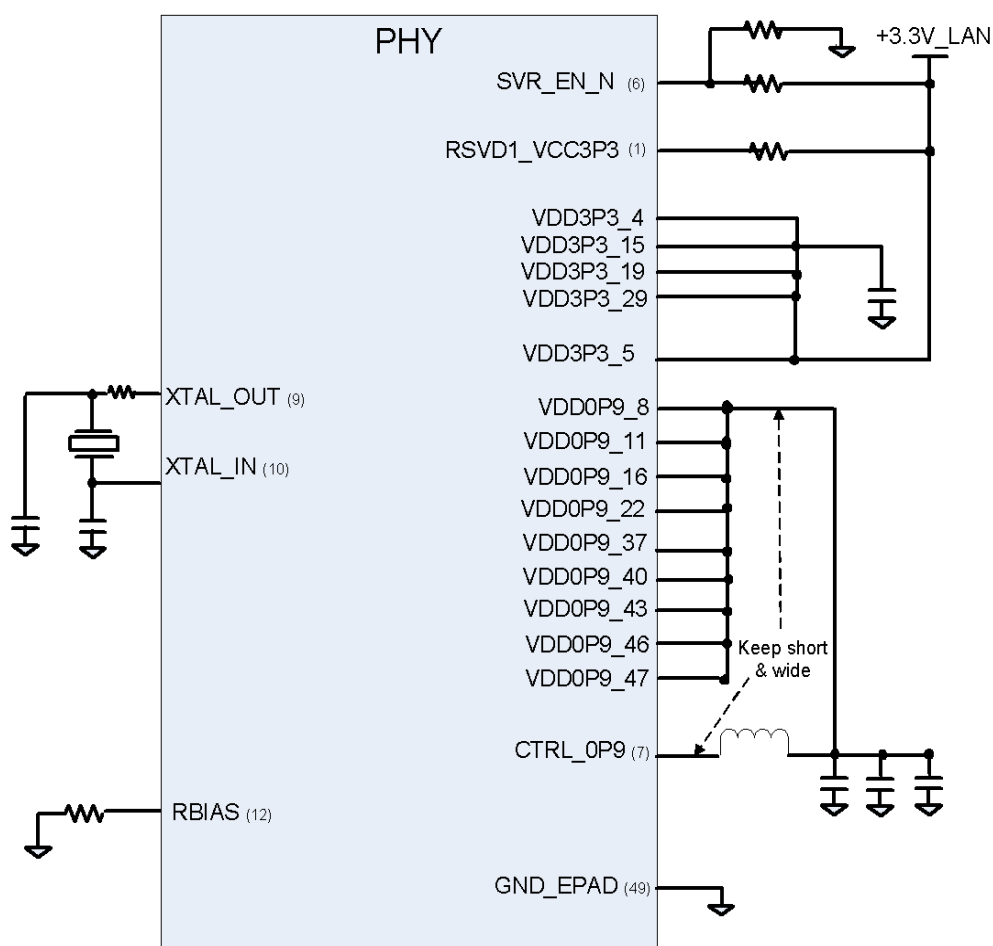 PHY
+3.3V_LAN
SVR_EN_N (6)
RSVD1_VCC3P3 (1)
VDD3P3_4
VDD3P3_15
VDD3P3_19
VDD3P3_29
VDD3P3_5
XTAL_OUT (9)
XTAL_IN (10)
VDD0P9_8
VDD0P9_11
VDD0P9_16
VDD0P9_22
VDD0P9_37
VDD0P9_40
VDD0P9_43
VDD0P9_46
VDD0P9_47
Keep short
& wide
CTRL_0P9 (7)
RBIAS (12)
GND_EPAD (49)